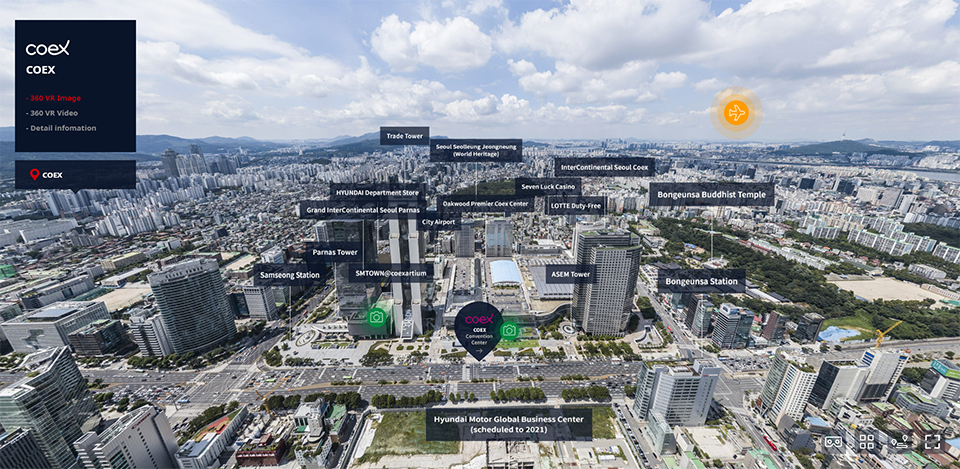 coex
COEX
- 360 VR Image
- 360 VR Video
- Detail infomation
COEX
Trade Tower
Seoul Seolleung Jeongneung
(World Heritage)
InterContinental Seoul Coex
HYUNDAI Department Store
Seven Luck Casino
Bongeunsa Buddhist Temple
Oakwood Premier Coex Center
LOTTE Duty-Free
Grand InterContinental Seoul Parnas
City Airport
Parnas Tower
Samseong Station
SMTOWN@coexartium
ASEM Tower
Bongeunsa Station
coex
COEX
Convention
Center
Hyundai Motor Global Business Center
(scheduled to 2021)